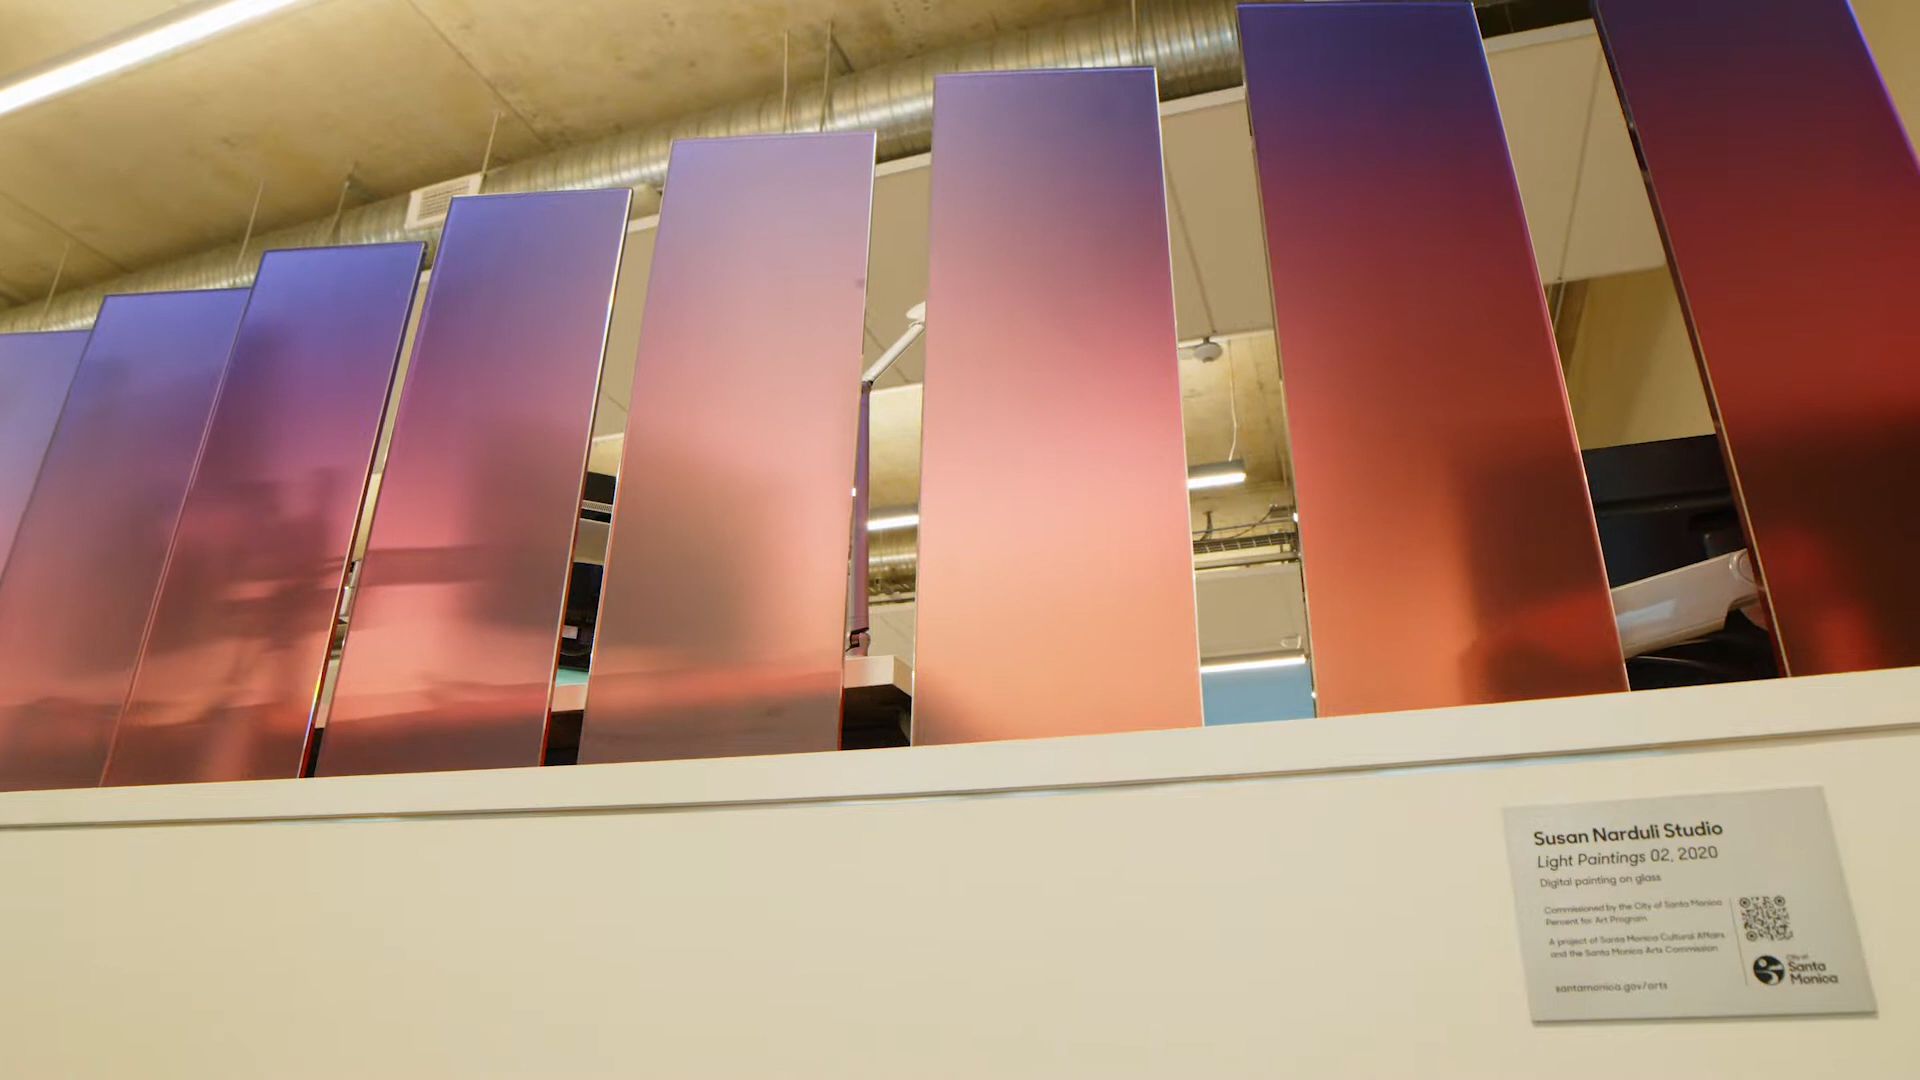 Susan Narduli Studio
Light Paintings 02, 2020
Digital painting on glass
Commissioned by the City of Santa Monica
Percent for Art Program
A project of Santa Monica Cultural Affairs
and the Santa Monica Arts Commission
santamonica.gov/arts
City of
Santa
Monica